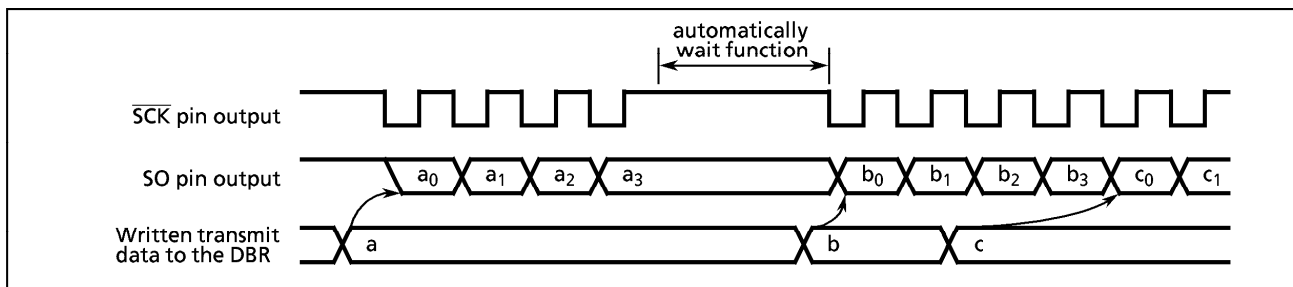 automatically
wait function
SCK pin output
SO pin output
a0 a1 a2 a3 b0 b1 b2 b3 c0 c1
Written transmit
data to the DBR
a b c